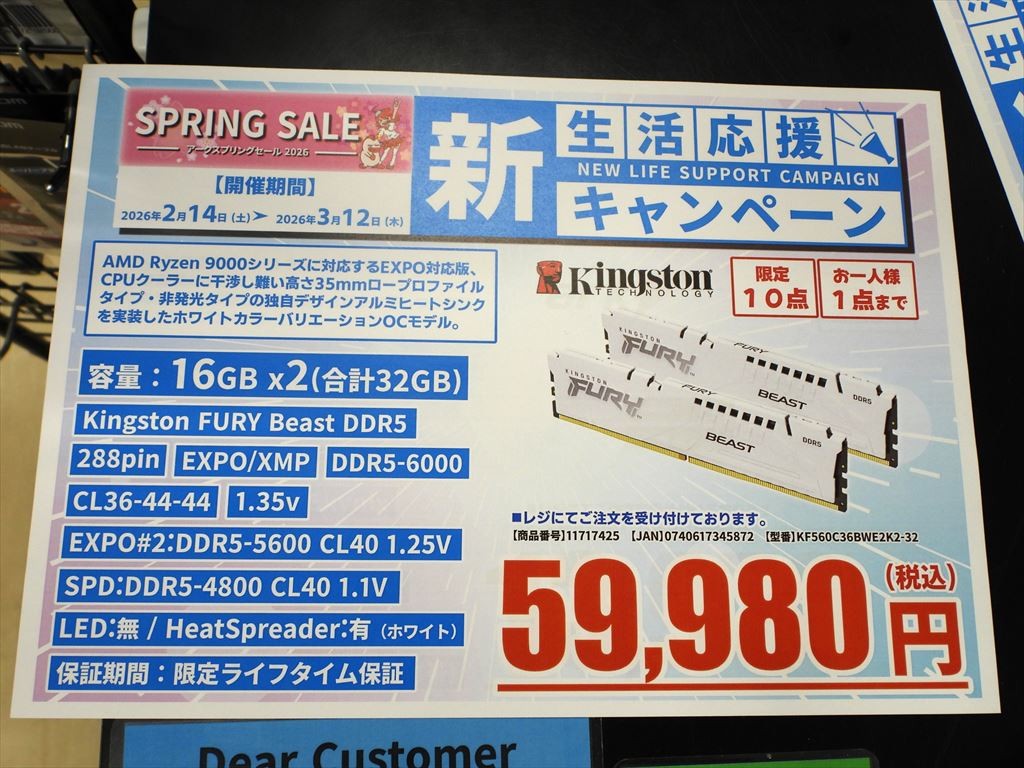 SPRING SALE
アークスプリングセール 2026
【開催期間】
2026年2月14日(土)➢ 2026年3月12日(木)
新生活応援
NEW LIFE SUPPORT CAMPAIGN
キャンペーン
AMD Ryzen 9000シリーズに対応するEXPO対応版、
CPUクーラーに干渉し難い高さ35mmロープロファイル
タイプ・非発光タイプの独自デザインアルミヒートシンク
を実装したホワイトカラーバリエーションOCモデル。
Kingston
TECHNOLOGY
限定
10点
お一人様
1点まで
容量：16GB x2(合計32GB)
Kingston FURY Beast DDR5
288pin EXPO/XMP DDR5-6000
CL36-44-44 1.35v
EXPO#2:DDR5-5600 CL40 1.25V
SPD:DDR5-4800 CL40 1.1V
LED:無 / HeatSpreader:有 (ホワイト)
保証期間：限定ライフタイム保証
KINGSTON
FURY
FURY
BEAST
DDR5
KINGSTON
FURY
FURY
BEAST
DDR5
■レジにてご注文を受け付けております。
【商品番号】11717425 【JAN】0740617345872 【型番】KF560C36BWE2K2-32
59,980円
(税込)
Dear Customer
生活